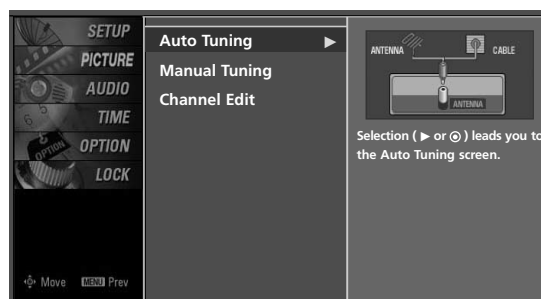 SETUP
PICTURE
AUDIO
TIME
OPTION
OPTION
LOCK
Move MENU Prev
Auto Tuning ▶
Manual Tuning
Channel Edit
ANTENNA
CABLE
ANTENNA
Selection ( ▶ or ◉ ) leads you to
the Auto Tuning screen.